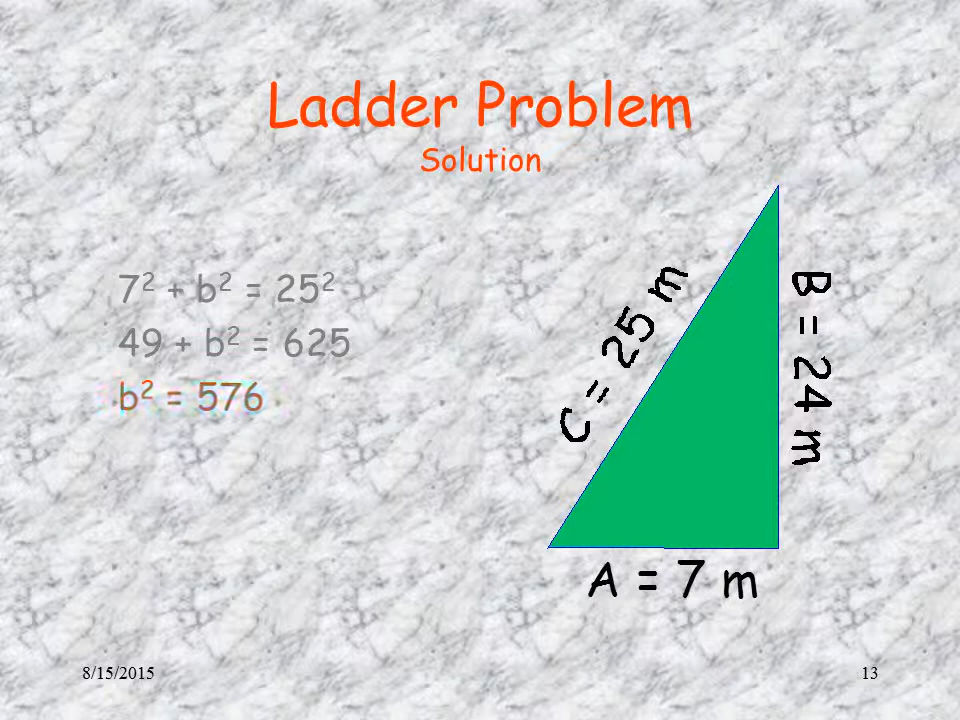 Ladder Problem
Solution
7² + b² = 25²
49 + b² = 625
b² = 576
C = 25 m
B = 24 m
A = 7 m
8/15/2015
13